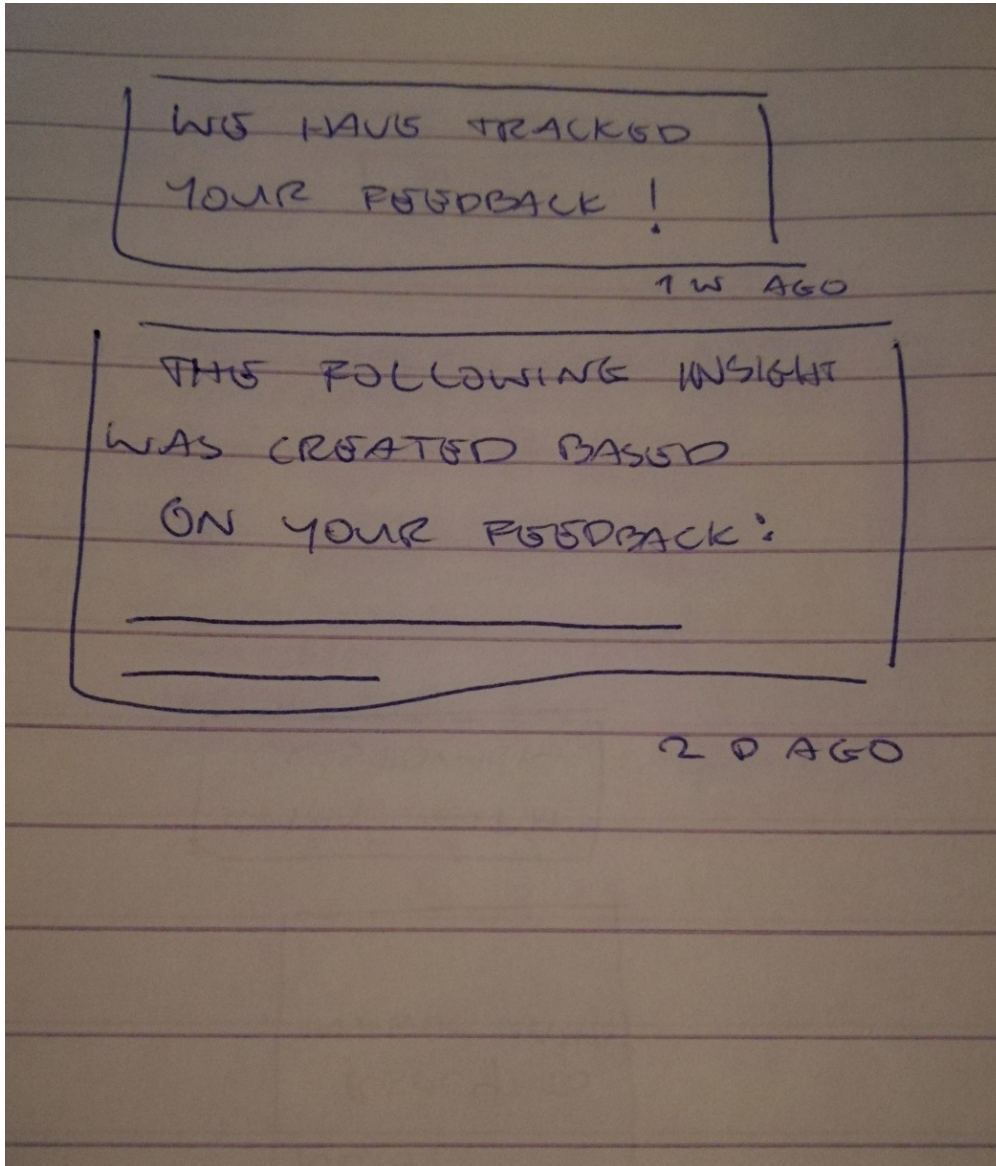 WE HAVE TRACKED
YOUR FEEDBACK !
1 W AGO
THE FOLLOWING INSIGHT
WAS CREATED BASED
ON YOUR FEEDBACK:
2 D AGO